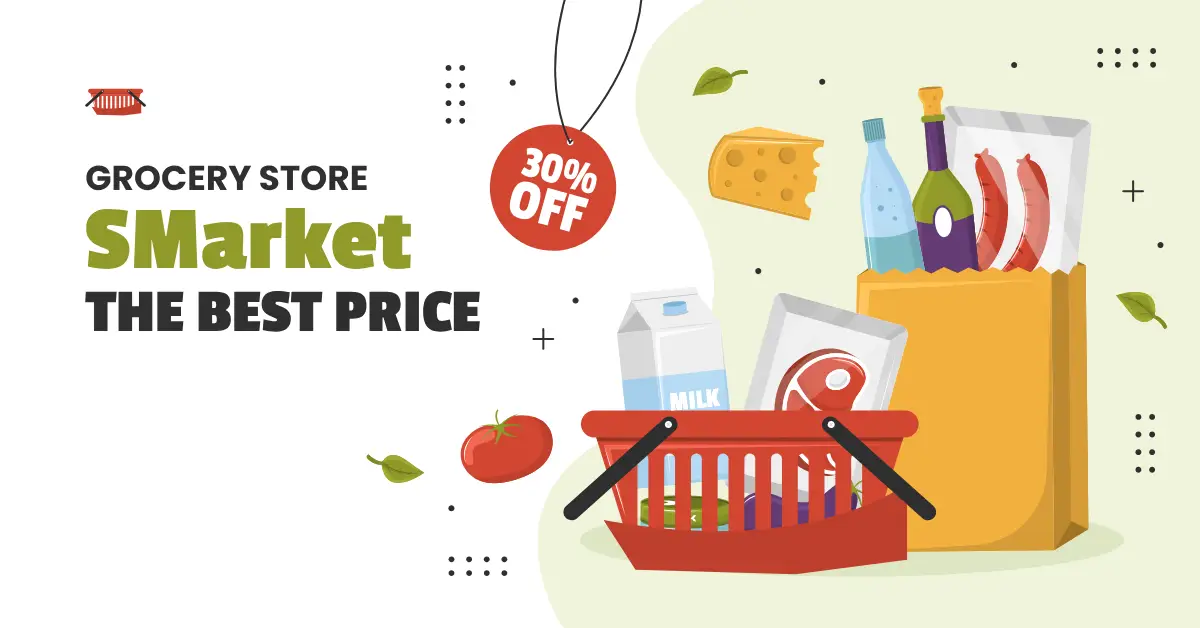 GROCERY STORE
SMarket
THE BEST PRICE
30%
OFF
MILK